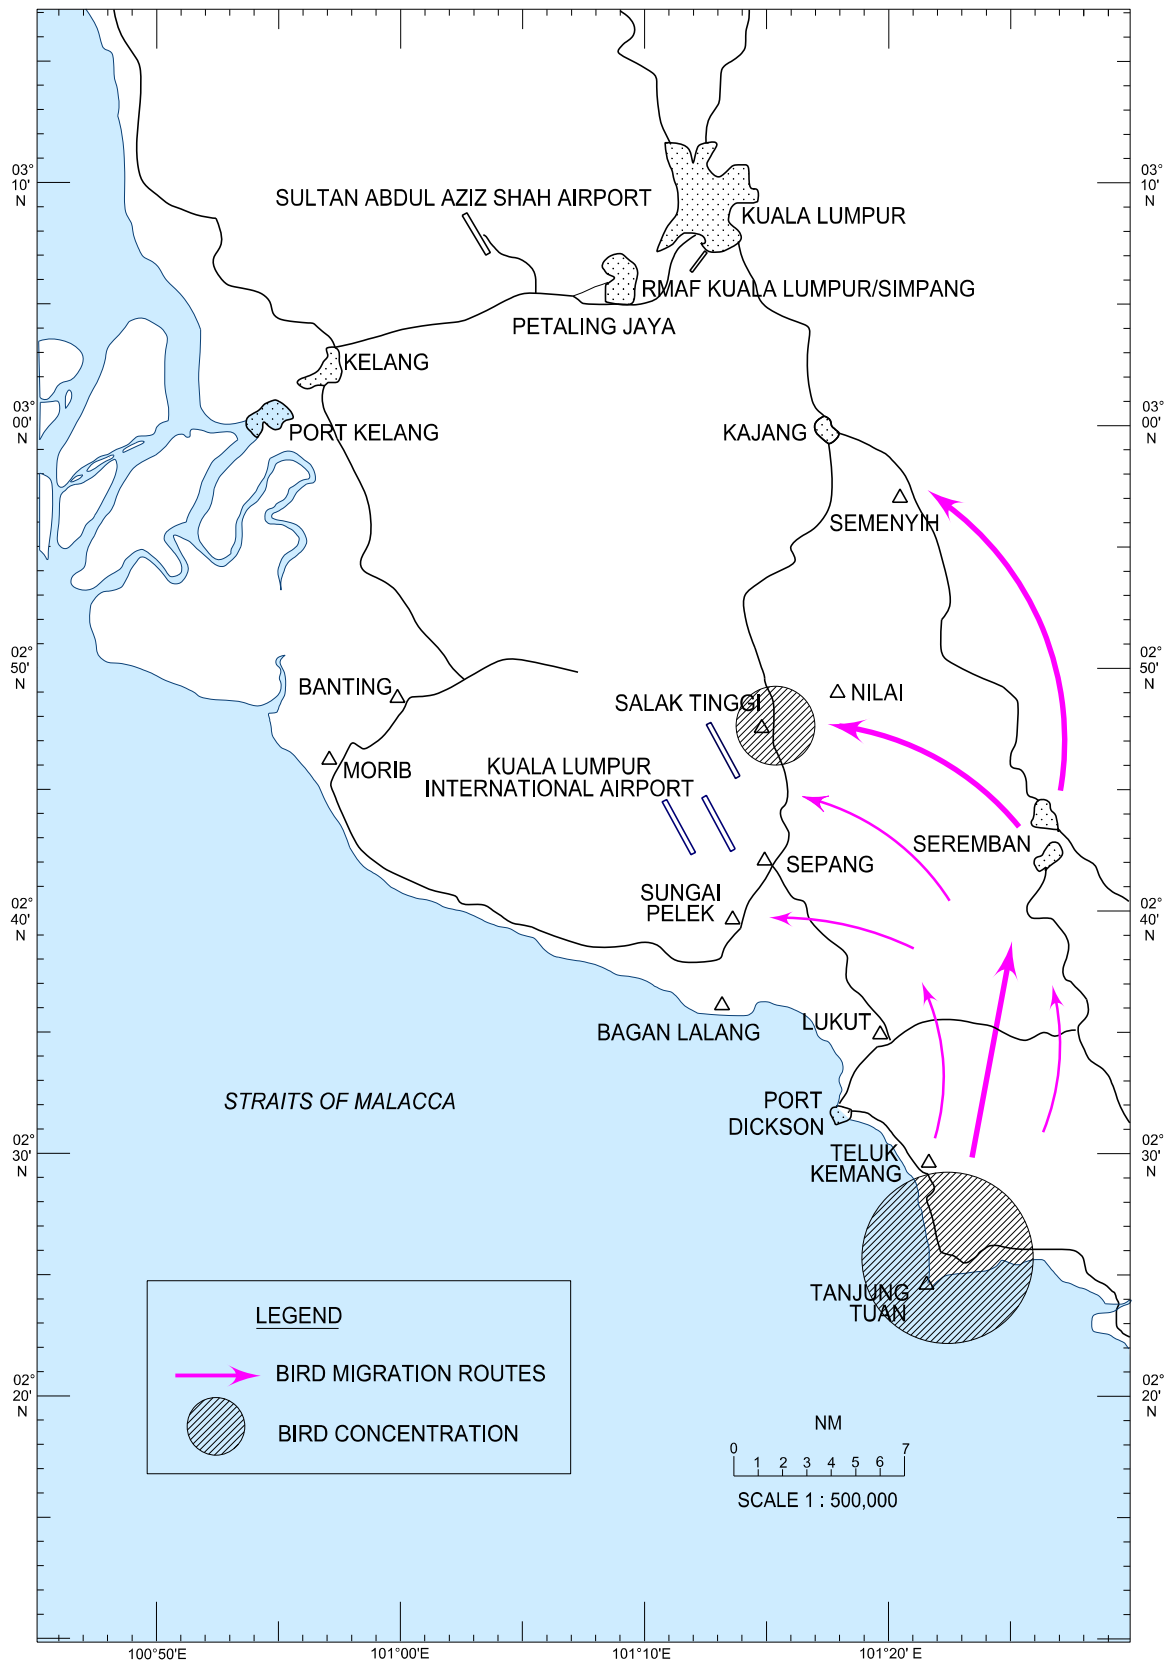 03°
10'
N
03°
10'
N
SULTAN ABDUL AZIZ SHAH AIRPORT
KUALA LUMPUR
RMAF KUALA LUMPUR/SIMPANG
PETALING JAYA
KELANG
03°
00'
N
03°
00'
N
PORT KELANG
KAJANG
SEMENYIH
02°
50'
N
02°
50'
N
BANTING
SALAK TINGGI
NILAI
MORIB
KUALA LUMPUR
INTERNATIONAL AIRPORT
SEREMBAN
SEPANG
SUNGAI
PELEK
02°
40'
N
02°
40'
N
BAGAN LALANG
LUKUT
STRAITS OF MALACCA
PORT
DICKSON
02°
30'
N
02°
30'
N
TELUK
KEMANG
TANJUNG
TUAN
LEGEND
BIRD MIGRATION ROUTES
BIRD CONCENTRATION
02°
20'
N
02°
20'
N
NM
0 1 2 3 4 5 6 7
SCALE 1 : 500,000
100°50'E
101°00'E
101°10'E
101°20'E